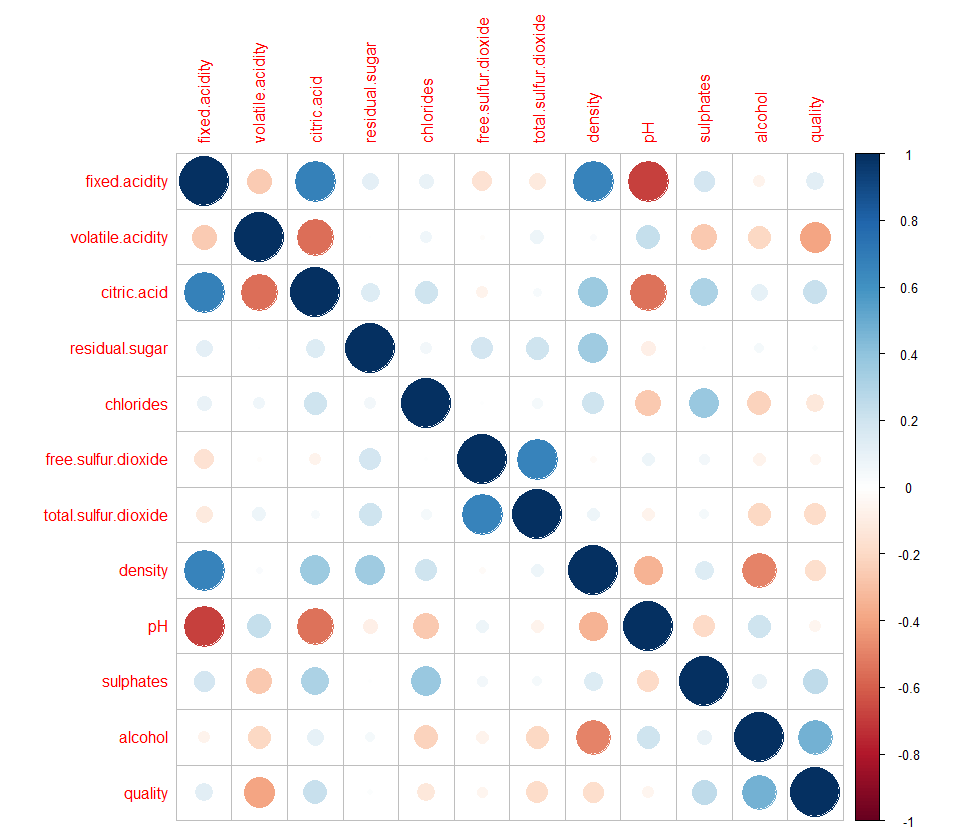 fixed.acidity
volatile.acidity
citric.acid
residual.sugar
chlorides
free.sulfur.dioxide
total.sulfur.dioxide
density
pH
sulphates
alcohol
quality
fixed.acidity
volatile.acidity
citric.acid
residual.sugar
chlorides
free.sulfur.dioxide
total.sulfur.dioxide
density
pH
sulphates
alcohol
quality
1
0.8
0.6
0.4
0.2
0
-0.2
-0.4
-0.6
-0.8
-1